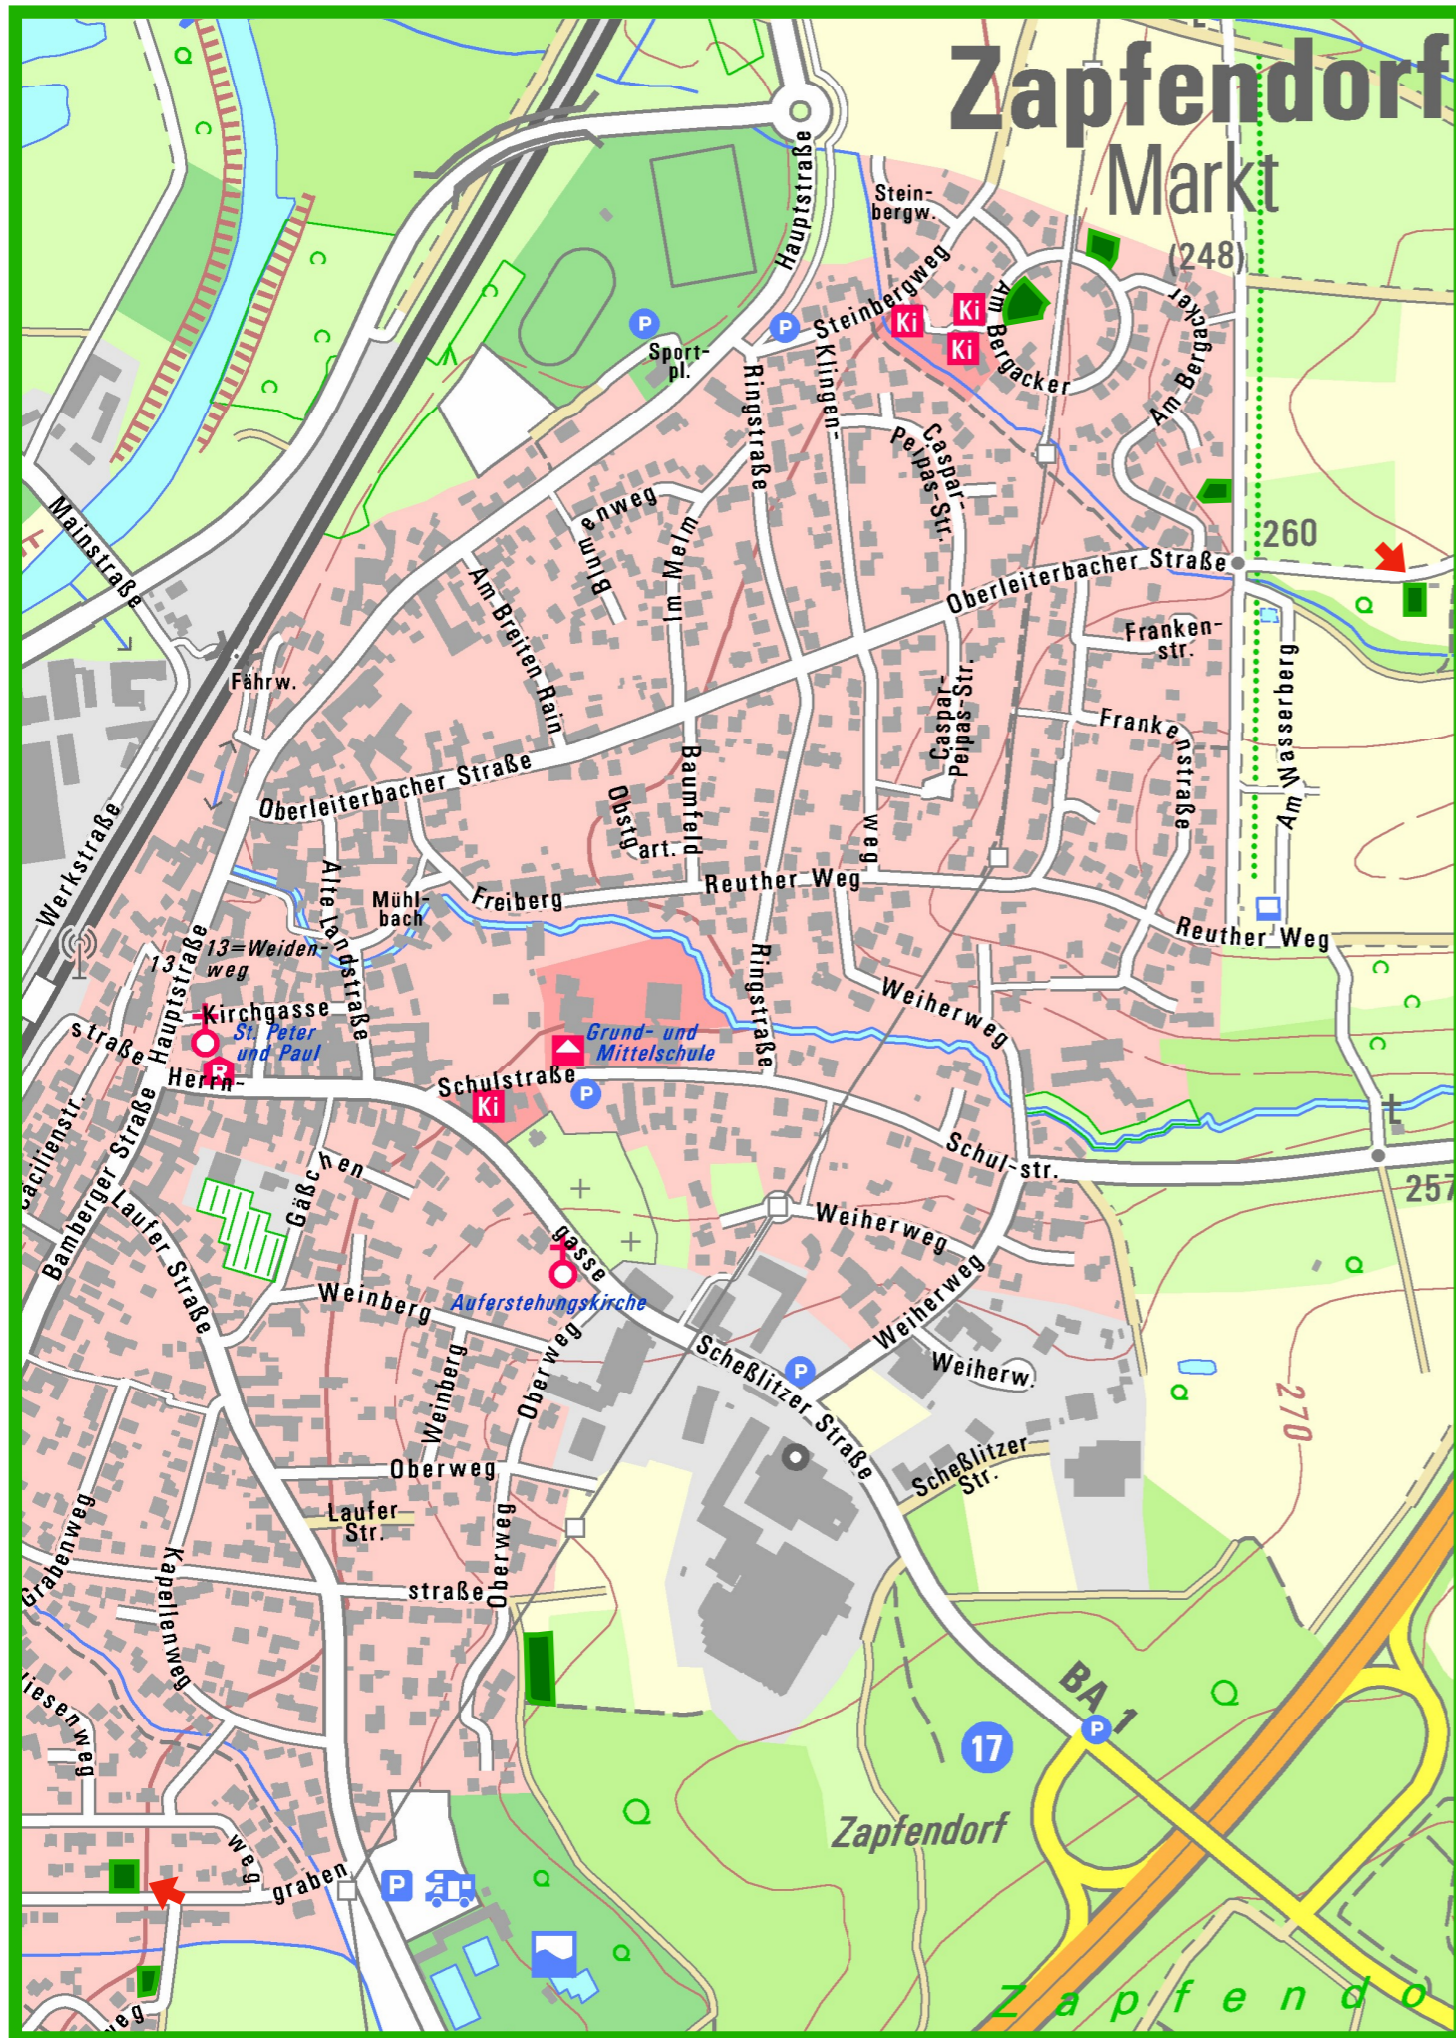 Zapfendorf
Markt
(248)
Hauptstraße
Stein-
bergw.
Steinbergweg
Am Bergacker
Am Bergacker
Ki
Ki
Ki
P
P
Sport-
pl.
Ringstraße
Klingen-
Caspar-
Peipas-Str.
Blumenweg
Im Melm
Am Breiten Rain
Mainstraße
Fährw.
260
Oberleiterbacher Straße
Franken-
str.
Frankenstraße
Caspar-
Peipas-Str.
Am Wasserberg
Baumfeld
Obstgart.
weg
Oberleiterbacher Straße
Werkstraße
Alte Landstraße
Mühl-
bach
Freiberg
Reuther Weg
Reuther Weg
13=Weiden-
weg
13
Hauptstraße
Kirchgasse
St. Peter
und Paul
R
Herrn-
straße
Ringstraße
Weiherweg
Grund- und
Mittelschule
Schulstraße
Ki
P
Schul-str.
257
Bamberger Straße
Laufer Straße
Gäßchen
gasse
Auferstehungskirche
Weinberg
Weinberg
Oberweg
Weiherweg
Weiherweg
Weiherw.
P
Scheßlitzer Straße
Scheßlitzer
Str.
270
Oberweg
Laufer
Str.
Oberweg
straße
Grabenweg
Kapellenweg
BA 1
P
17
Zapfendorf
weg
graben
P
weg
Zapfendo